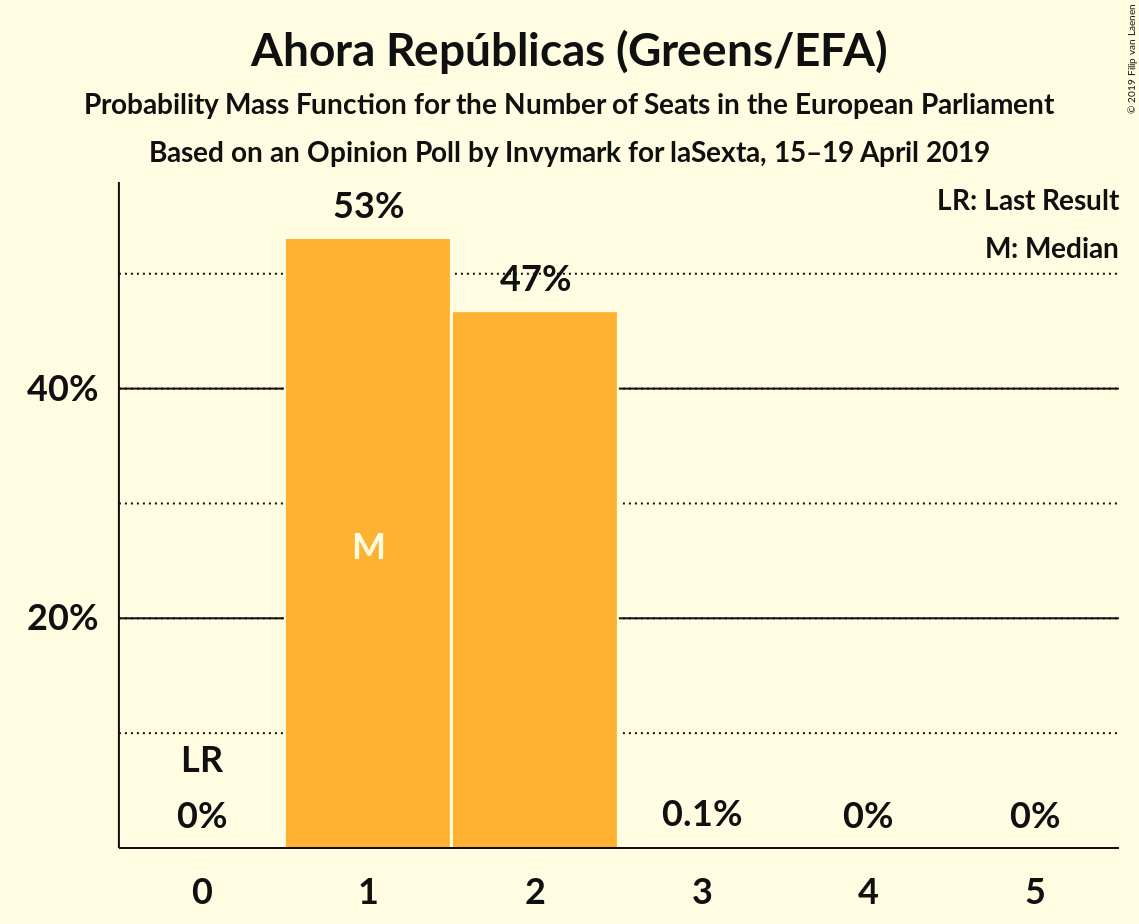 Ahora Repúblicas (Greens/EFA)
Probability Mass Function for the Number of Seats in the European Parliament
Based on an Opinion Poll by Invymark for laSexta, 15–19 April 2019
© 2019 Filip van Laenen
LR: Last Result
M: Median
53%
47%
40%
M
20%
LR
0%
0.1%
0%
0%
0 1 2 3 4 5